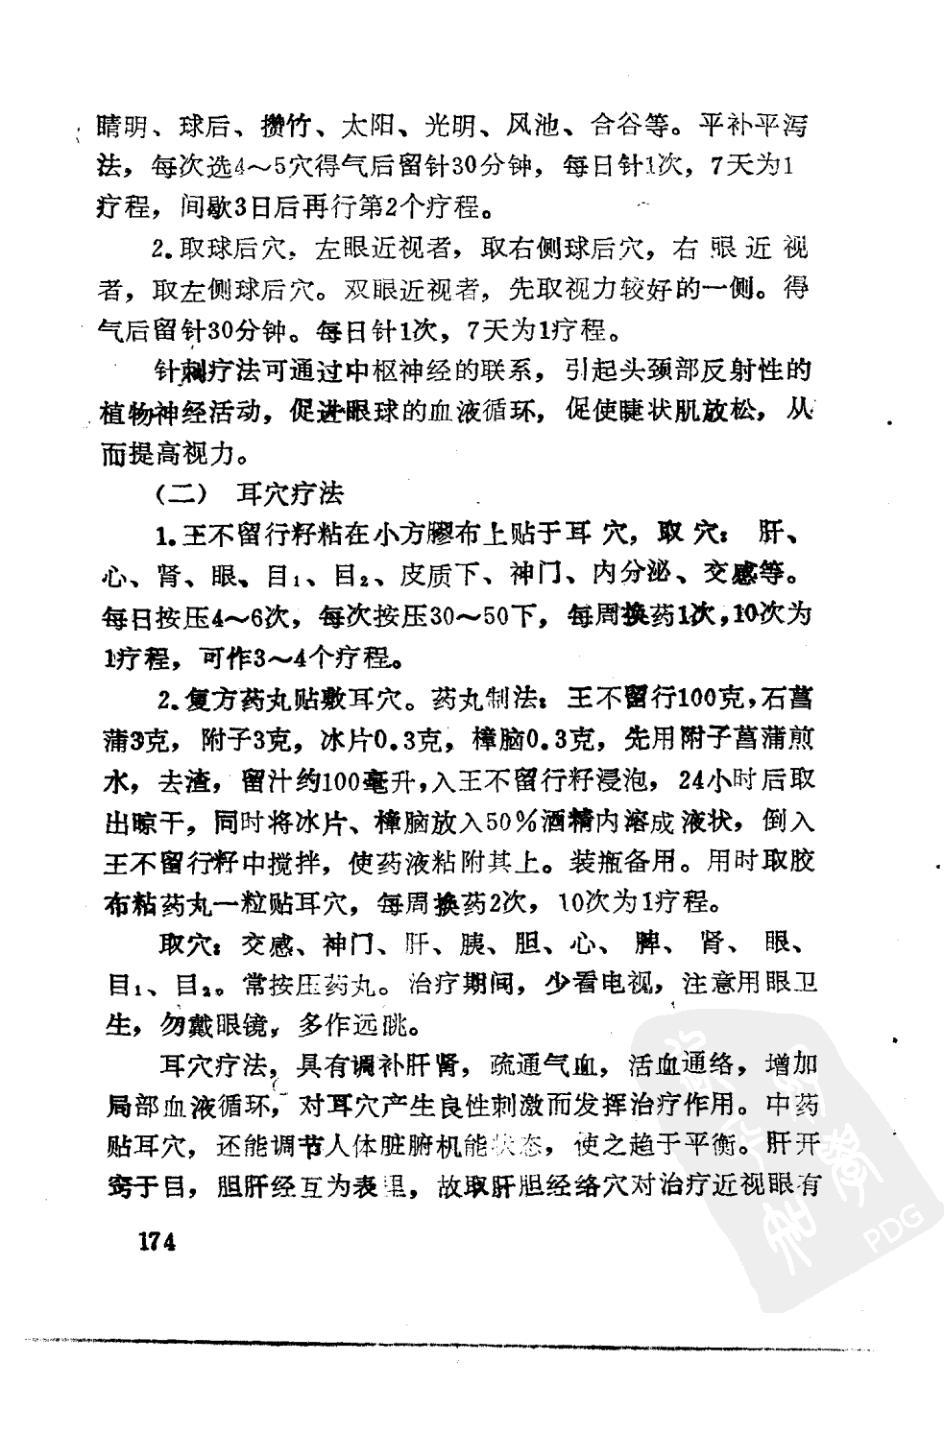 睛明、球后、攒竹、太阳、光明、风池、合谷等。平补平泻
法，每次选4～5穴得气后留针30分钟，每日针1次，7天为1
疗程，间歇3日后再行第2个疗程。
2.取球后穴，左眼近视者，取右侧球后穴，右眼近视
者，取左侧球后穴。双眼近视者，先取视力较好的一侧。得
气后留针30分钟。每日针1次，7天为1疗程。
针刺疗法可通过中枢神经的联系，引起头颈部反射性的
植物神经活动，促进眼球的血液循环，促使睫状肌放松，从
而提高视力。
（二） 耳穴疗法
1.王不留行籽粘在小方膠布上贴于耳穴，取穴：肝、
心、肾、眼、目₁、目₂、皮质下、神门、内分泌、交感等。
每日按压4～6次，每次按压30～50下，每周换药1次，10次为
1疗程，可作3～4个疗程。
2.复方药丸贴敷耳穴。药丸制法：王不留行100克，石菖
蒲3克，附子3克，冰片0.3克，樟脑0.3克，先用附子菖蒲煎
水，去渣，留汁约100毫升，入王不留行籽浸泡，24小时后取
出晾干，同时将冰片、樟脑放入50％酒精内溶成液状，倒入
王不留行籽中搅拌，使药液粘附其上。装瓶备用。用时取胶
布粘药丸一粒贴耳穴，每周换药2次，10次为1疗程。
取穴：交感、神门、肝、胰、胆、心、脾、肾、眼、
目₁、目₂。常按压药丸。治疗期间，少看电视，注意用眼卫
生，勿戴眼镜，多作远眺。
耳穴疗法，具有调补肝肾，疏通气血，活血通络，增加
局部血液循环，对耳穴产生良性刺激而发挥治疗作用。中药
贴耳穴，还能调节人体脏腑机能状态，使之趋于平衡。肝开
窍于目，胆肝经互为表里，故取肝胆经络穴对治疗近视眼有
174
PDG